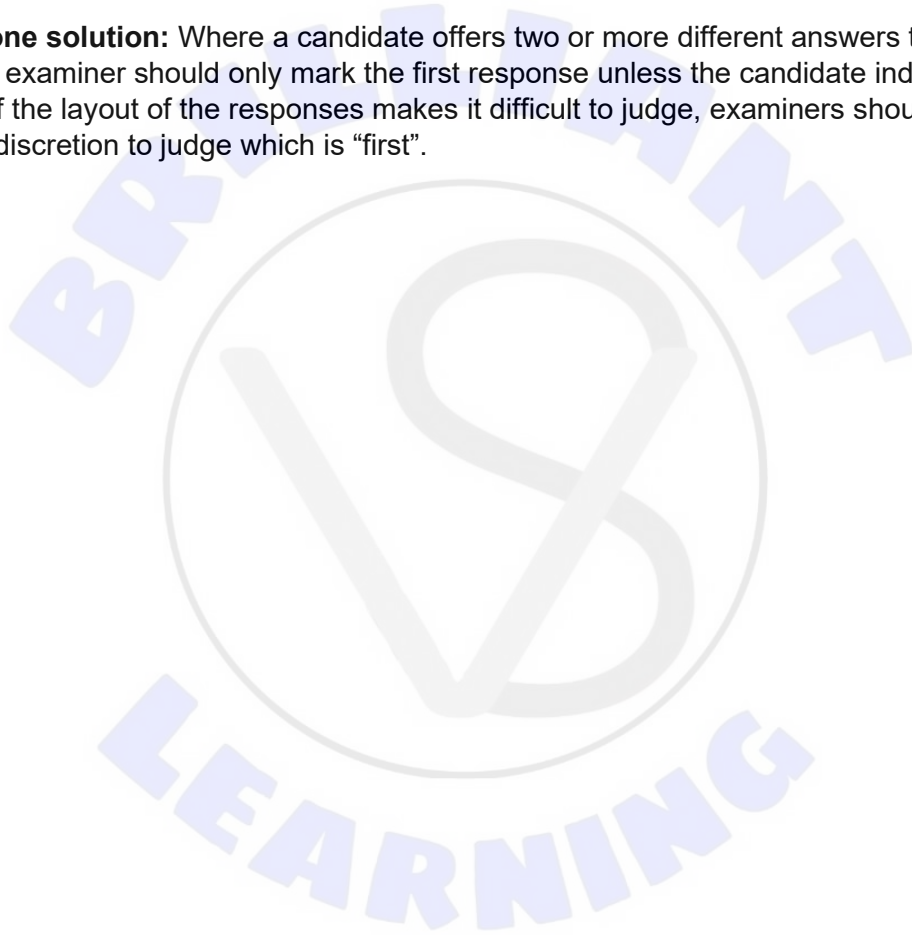 one solution: Where a candidate offers two or more different answers t
examiner should only mark the first response unless the candidate ind
f the layout of the responses makes it difficult to judge, examiners shou
discretion to judge which is “first”.
BRILLIANT
VS
LEARNING